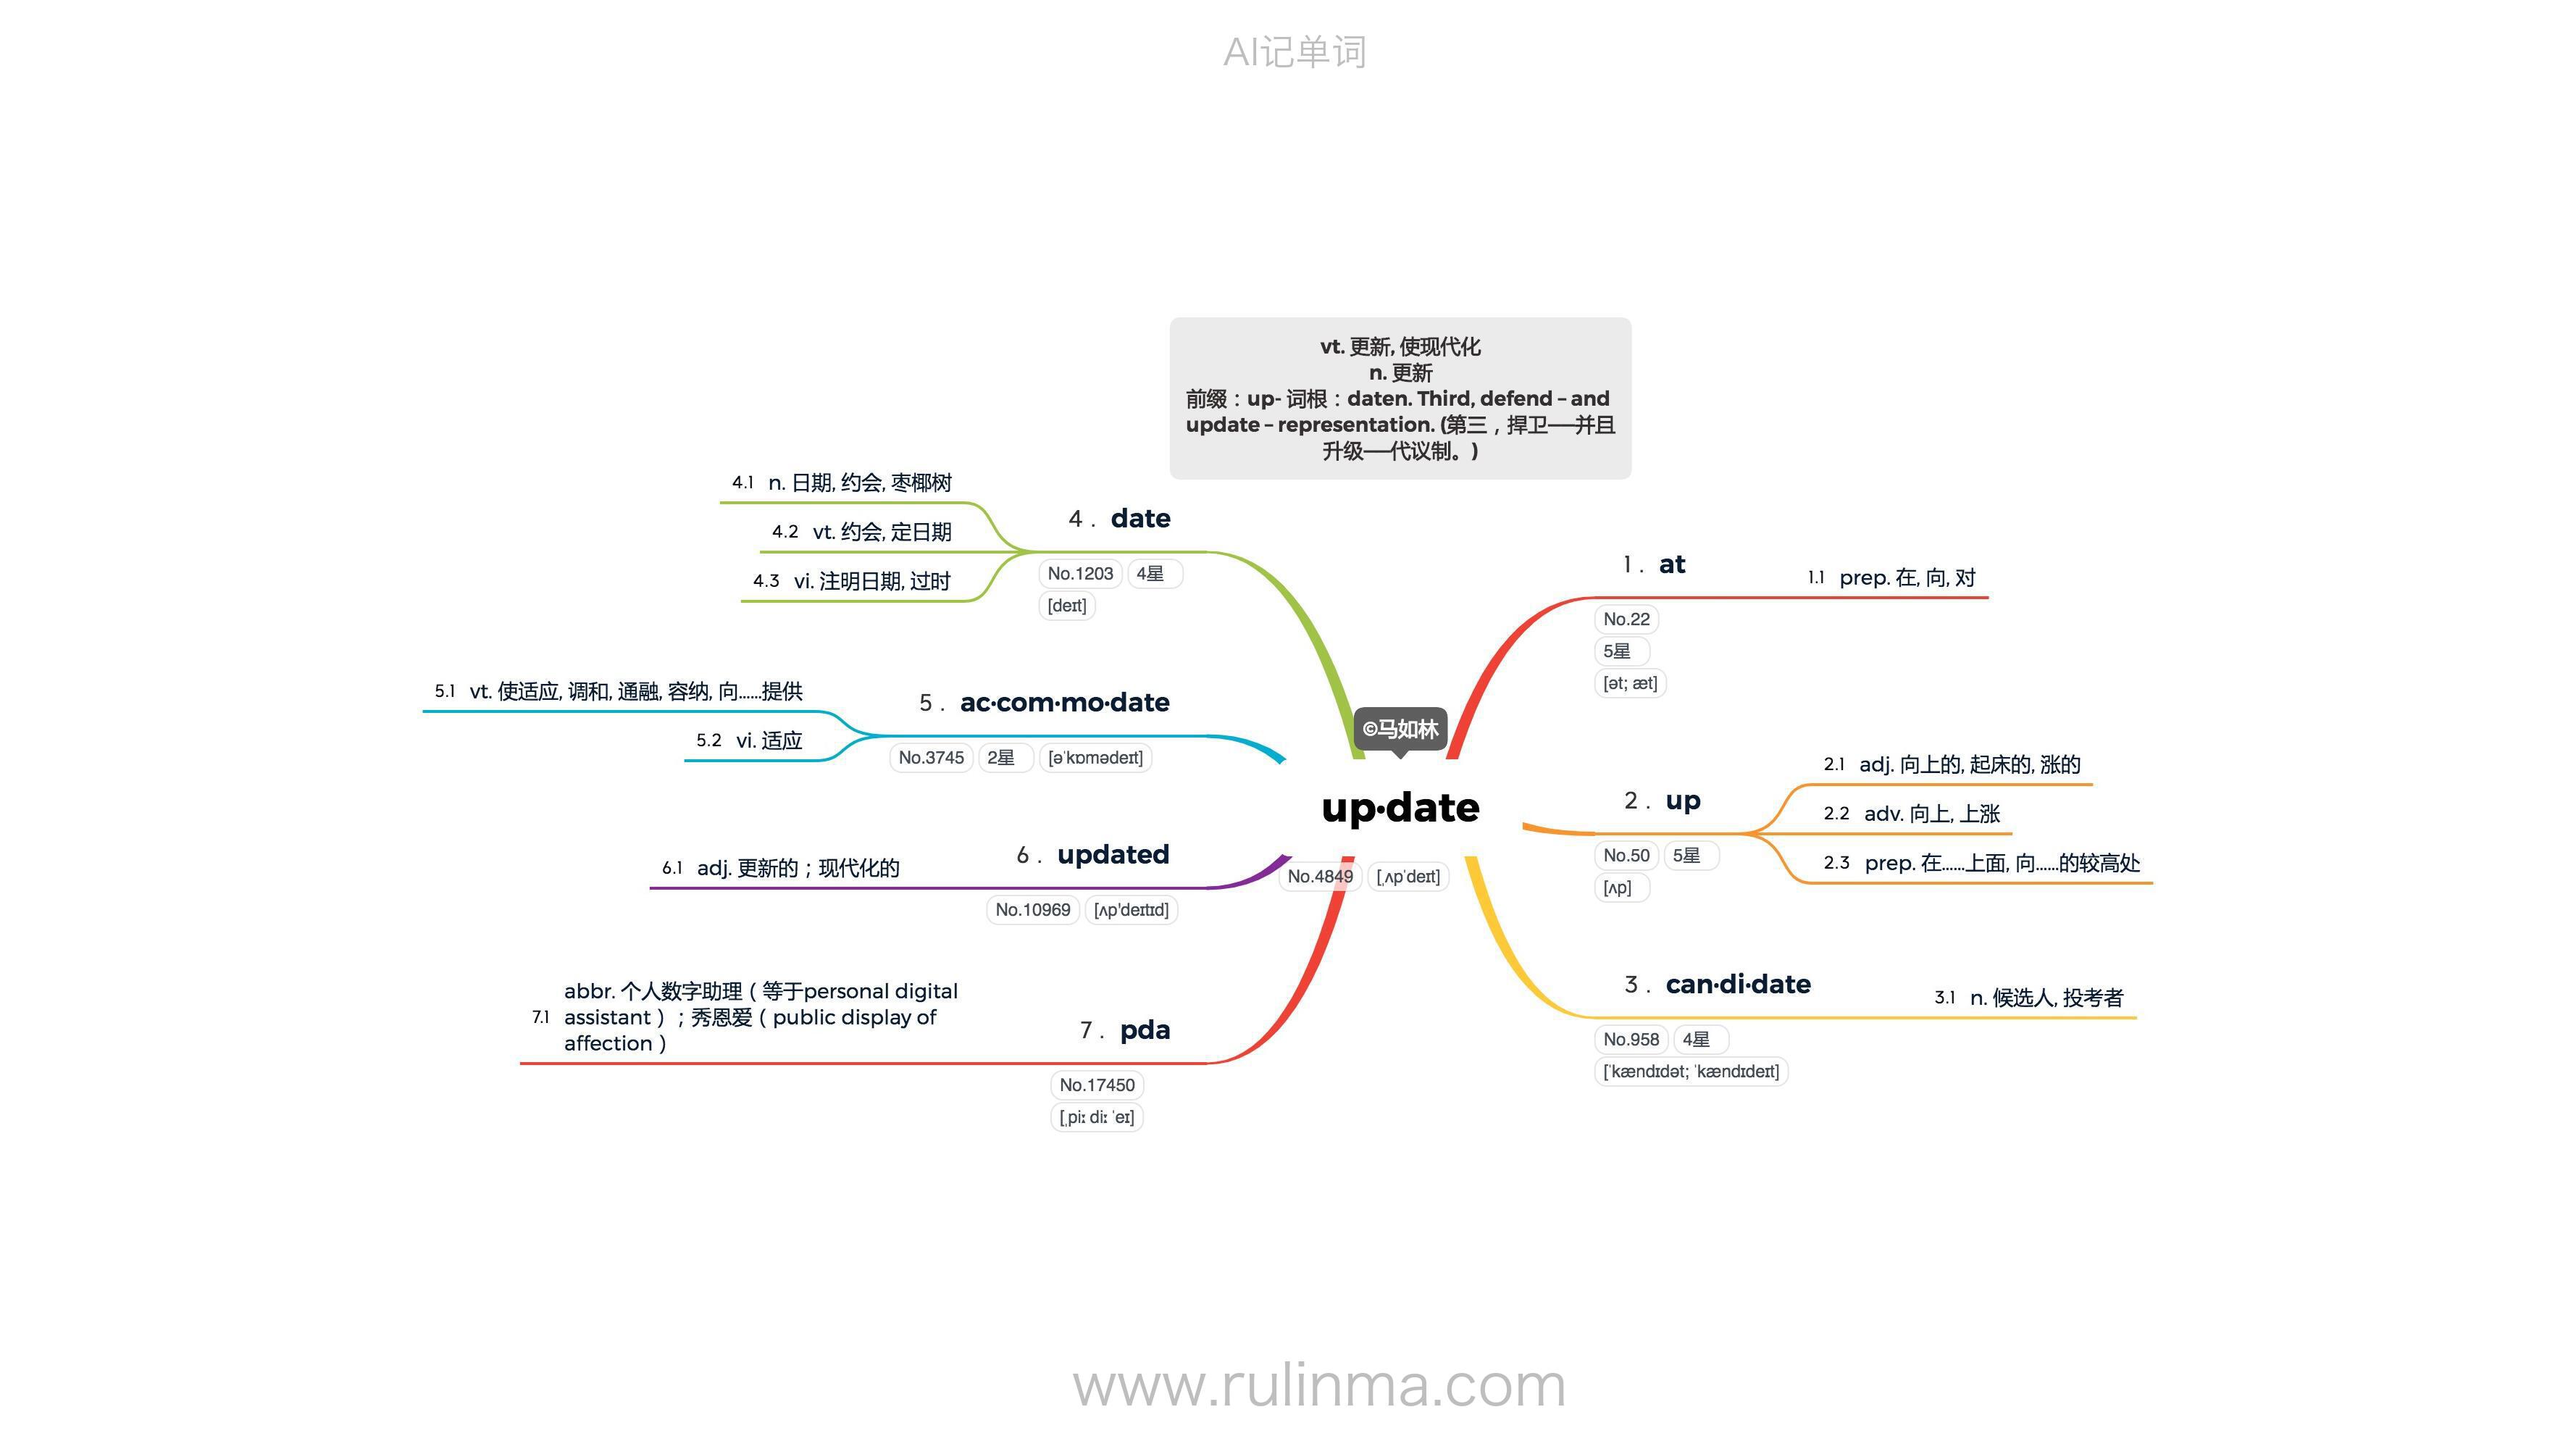 AI记单词
vt. 更新, 使现代化
n. 更新
前缀：up- 词根：daten. Third, defend – and
update – representation. (第三，捍卫──并且
升级──代议制。)
©马如林
up·date
No.4849 [ˌʌpˈdeɪt]
1. at
No.22
5星
[ət; æt]
1.1 prep. 在, 向, 对
2. up
No.50 5星
[ʌp]
2.1 adj. 向上的, 起床的, 涨的
2.2 adv. 向上, 上涨
2.3 prep. 在……上面, 向……的较高处
3. can·di·date
No.958 4星
[ˈkændɪdət; ˈkændɪdeɪt]
3.1 n. 候选人, 投考者
4. date
No.1203 4星
[deɪt]
4.1 n. 日期, 约会, 枣椰树
4.2 vt. 约会, 定日期
4.3 vi. 注明日期, 过时
5. ac·com·mo·date
No.3745 2星 [əˈkɒmədeɪt]
5.1 vt. 使适应, 调和, 通融, 容纳, 向……提供
5.2 vi. 适应
6. updated
No.10969 [ʌp'deɪtɪd]
6.1 adj. 更新的；现代化的
7. pda
No.17450
[ˌpiː diː ˈeɪ]
7.1 abbr. 个人数字助理（等于personal digital
assistant）；秀恩爱（public display of
affection）
www.rulinma.com